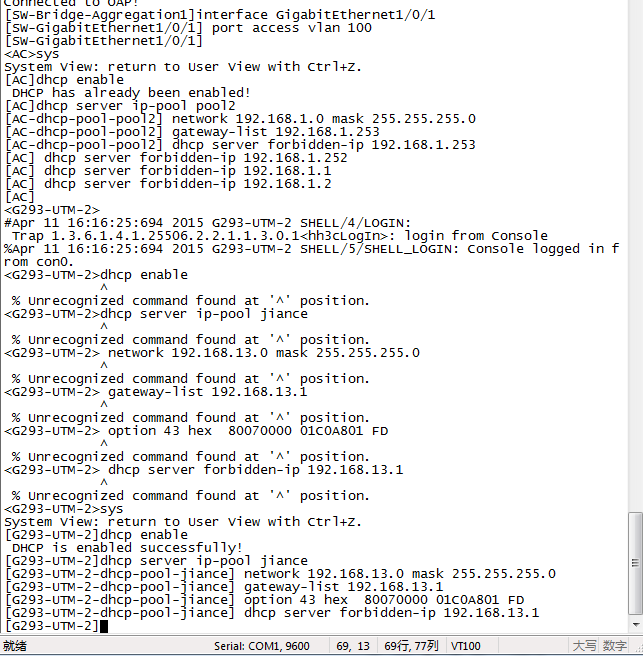 Connected to OAP!
[SW-Bridge-Aggregation1]interface GigabitEthernet1/0/1
[SW-GigabitEthernet1/0/1] port access vlan 100
[SW-GigabitEthernet1/0/1]
<AC>sys
System View: return to User View with Ctrl+Z.
[AC]dhcp enable
 DHCP has already been enabled!
[AC]dhcp server ip-pool pool2
[AC-dhcp-pool-pool2] network 192.168.1.0 mask 255.255.255.0
[AC-dhcp-pool-pool2] gateway-list 192.168.1.253
[AC-dhcp-pool-pool2] dhcp server forbidden-ip 192.168.1.253
[AC] dhcp server forbidden-ip 192.168.1.252
[AC] dhcp server forbidden-ip 192.168.1.1
[AC] dhcp server forbidden-ip 192.168.1.2
[AC]
<G293-UTM-2>
#Apr 11 16:16:25:694 2015 G293-UTM-2 SHELL/4/LOGIN:
 Trap 1.3.6.1.4.1.25506.2.2.1.1.3.0.1<hh3cLogIn>: login from Console
%Apr 11 16:16:25:694 2015 G293-UTM-2 SHELL/5/SHELL_LOGIN: Console logged in f
rom con0.
<G293-UTM-2>dhcp enable
            ^
 % Unrecognized command found at '^' position.
<G293-UTM-2>dhcp server ip-pool jiance
            ^
 % Unrecognized command found at '^' position.
<G293-UTM-2> network 192.168.13.0 mask 255.255.255.0
            ^
 % Unrecognized command found at '^' position.
<G293-UTM-2> gateway-list 192.168.13.1
            ^
 % Unrecognized command found at '^' position.
<G293-UTM-2> option 43 hex  80070000 01C0A801 FD
            ^
 % Unrecognized command found at '^' position.
<G293-UTM-2> dhcp server forbidden-ip 192.168.13.1
            ^
 % Unrecognized command found at '^' position.
<G293-UTM-2>sys
System View: return to User View with Ctrl+Z.
[G293-UTM-2]dhcp enable
 DHCP is enabled successfully!
[G293-UTM-2]dhcp server ip-pool jiance
[G293-UTM-2-dhcp-pool-jiance] network 192.168.13.0 mask 255.255.255.0
[G293-UTM-2-dhcp-pool-jiance] gateway-list 192.168.13.1
[G293-UTM-2-dhcp-pool-jiance] option 43 hex  80070000 01C0A801 FD
[G293-UTM-2-dhcp-pool-jiance] dhcp server forbidden-ip 192.168.13.1
[G293-UTM-2]
就绪 Serial: COM1, 9600 69, 13 69行, 77列 VT100 大写 数字